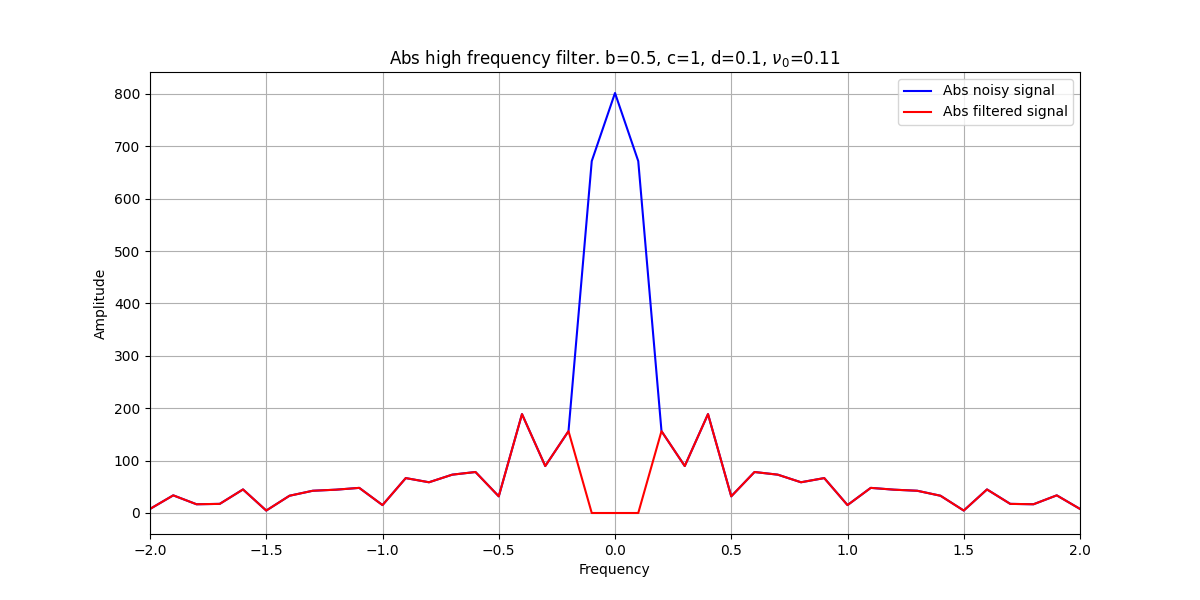 Abs high frequency filter. b=0.5, c=1, d=0.1, ν₀=0.11
Abs noisy signal
Abs filtered signal
Amplitude
800
700
600
500
400
300
200
100
0
−2.0 −1.5 −1.0 −0.5 0.0 0.5 1.0 1.5 2.0
Frequency